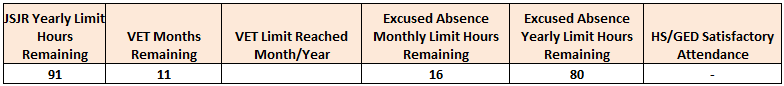 JSJR Yearly Limit
Hours
Remaining
VET Months
Remaining
VET Limit Reached
Month/Year
Excused Absence
Monthly Limit Hours
Remaining
Excused Absence
Yearly Limit Hours
Remaining
HS/GED Satisfactory
Attendance
91
11
16
80
-